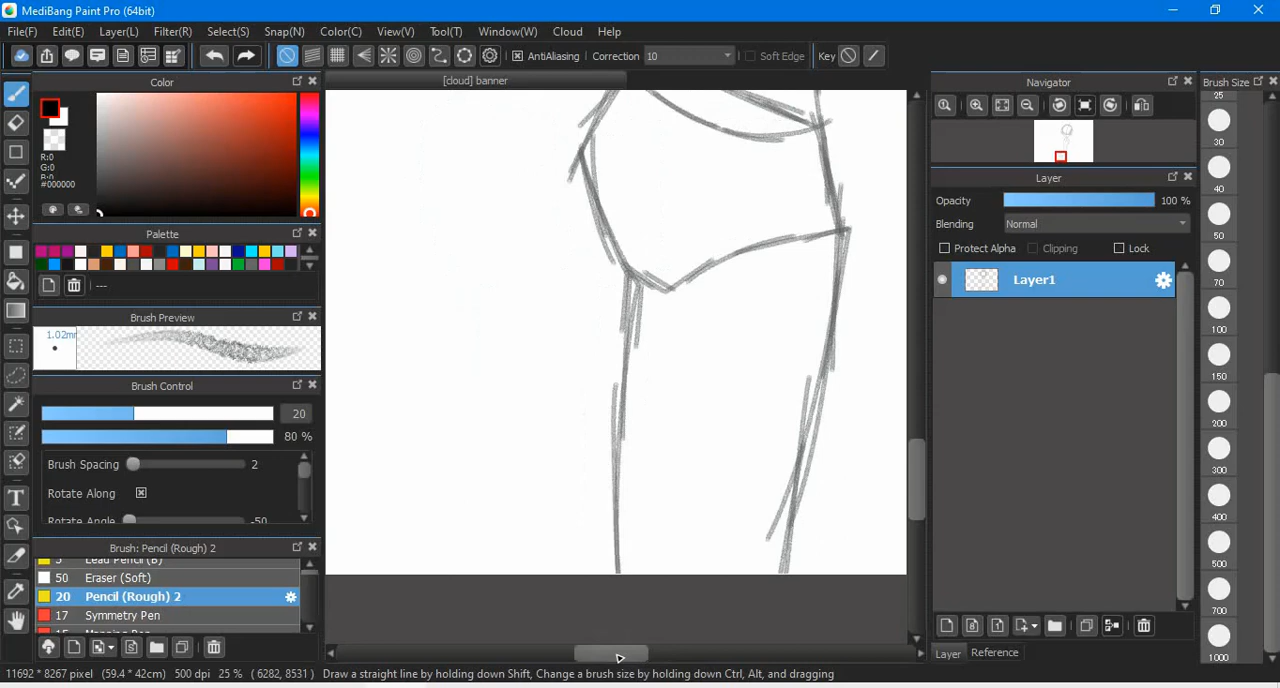 MediBang Paint Pro (64bit)
File(F) Edit(E) Layer(L) Filter(R) Select(S) Snap(N) Color(C) View(V) Tool(T) Window(W) Cloud Help
AntiAliasing Correction 10 Soft Edge Key
Color
[cloud] banner
Navigator
Brush Size
R:0
G:0
B:0
#000000
Palette
---
Brush Preview
Brush Control
20
80 %
Brush Spacing 2
Rotate Along
Rotate Angle -50
Brush: Pencil (Rough) 2
Lead Pencil (B)
50 Eraser (Soft)
20 Pencil (Rough) 2
17 Symmetry Pen
Layer
Opacity 100 %
Blending Normal
Protect Alpha Clipping Lock
Layer1
Layer Reference
25
30
40
50
70
100
150
200
300
400
500
700
1000
11692 * 8267 pixel (59.4 * 42cm) 500 dpi 25 % ( 6282, 8531 ) Draw a straight line by holding down Shift, Change a brush size by holding down Ctrl, Alt, and dragging